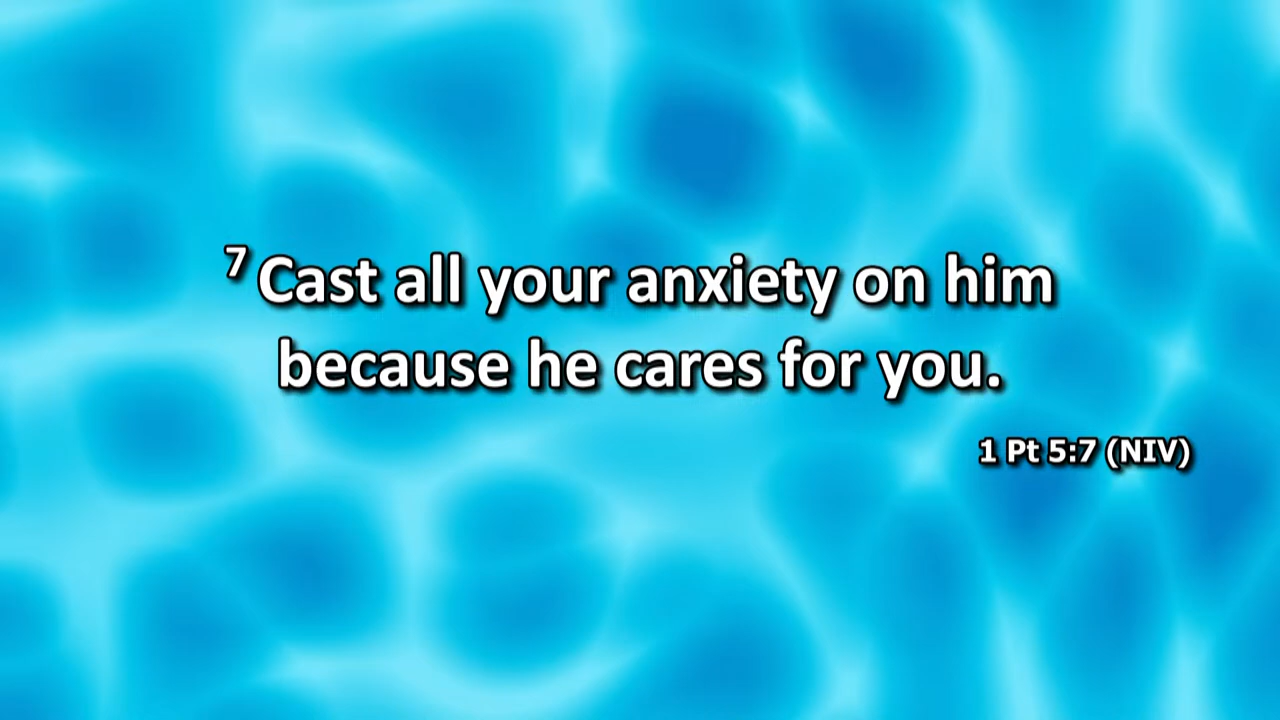 7 Cast all your anxiety on him
because he cares for you.
1 Pt 5:7 (NIV)